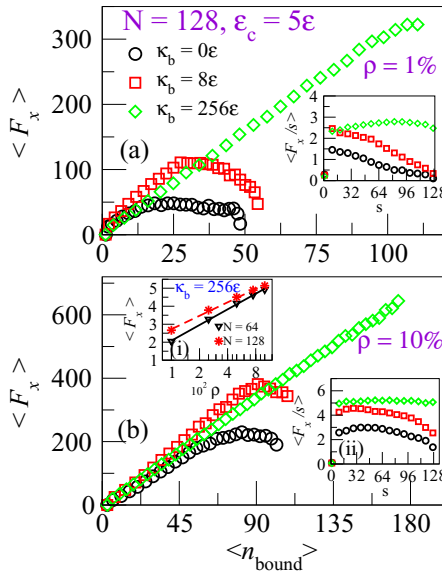 N = 128, ε_c = 5ε
κ_b = 0ε
κ_b = 8ε
κ_b = 256ε
ρ = 1%
(a)
< F_x >
300
200
100
0
0 25 50 75 100
<F_x/s>
4
3
2
1
0
0 32 64 96 128
s
ρ = 10%
(b)
< F_x >
600
400
200
0
0 45 90 135 180
<n_bound>
κ_b = 256ε
<F_x>
5
4
3
2
1
N = 64
N = 128
(i)
1 2 4 6 8
10^2 ρ
<F_x/s>
6
4
2
0
(ii)
0 32 64 96 128
s